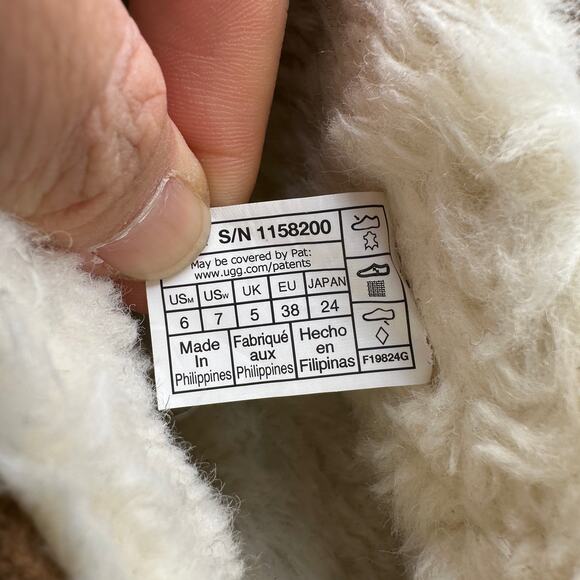 S/N 1158200
May be covered by Pat:
www.ugg.com/patents
USM USW UK EU JAPAN
6 7 5 38 24
Made In Philippines
Fabriqué aux Philippines
Hecho en Filipinas
F19824G